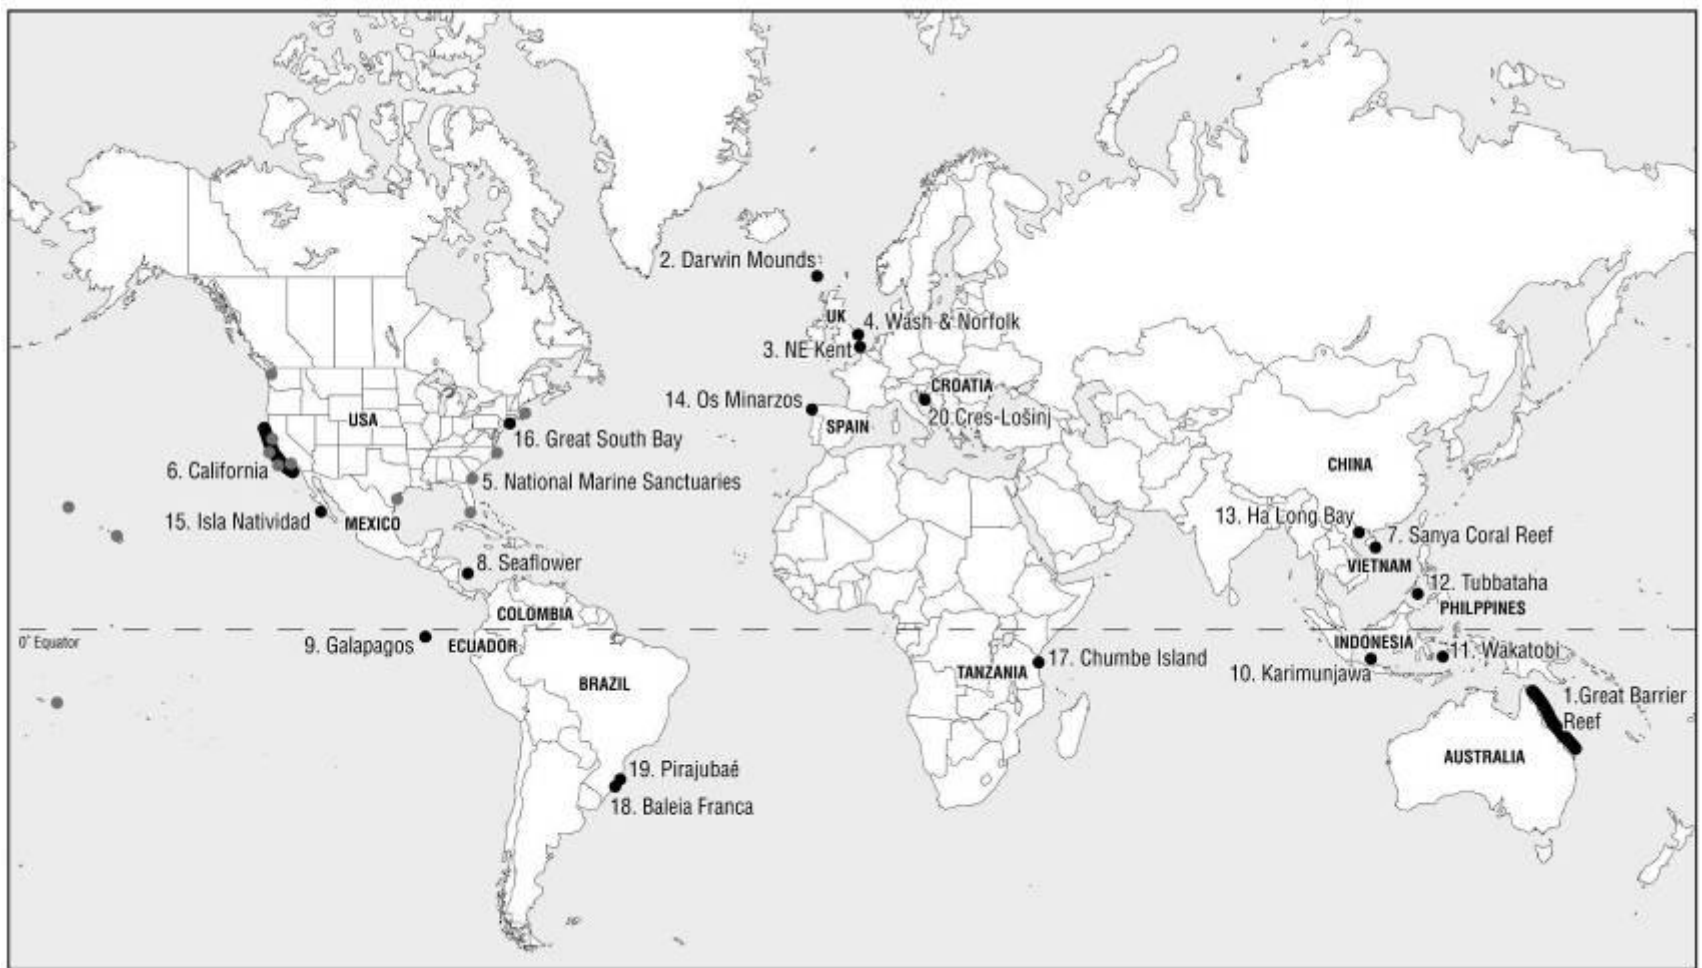 2. Darwin Mounds
UK
4. Wash & Norfolk
3. NE Kent
CROATIA
14. Os Minarzos
SPAIN
20.Cres-Lošinj
USA
16. Great South Bay
6. California
5. National Marine Sanctuaries
CHINA
15. Isla Natividad
MEXICO
13. Ha Long Bay
7. Sanya Coral Reef
8. Seaflower
VIETNAM
12. Tubbataha
COLOMBIA
PHILPPINES
0° Equator
9. Galapagos
ECUADOR
INDONESIA
11. Wakatobi
17. Chumbe Island
TANZANIA
10. Karimunjawa
BRAZIL
1.Great Barrier
Reef
AUSTRALIA
19. Pirajubaé
18. Baleia Franca